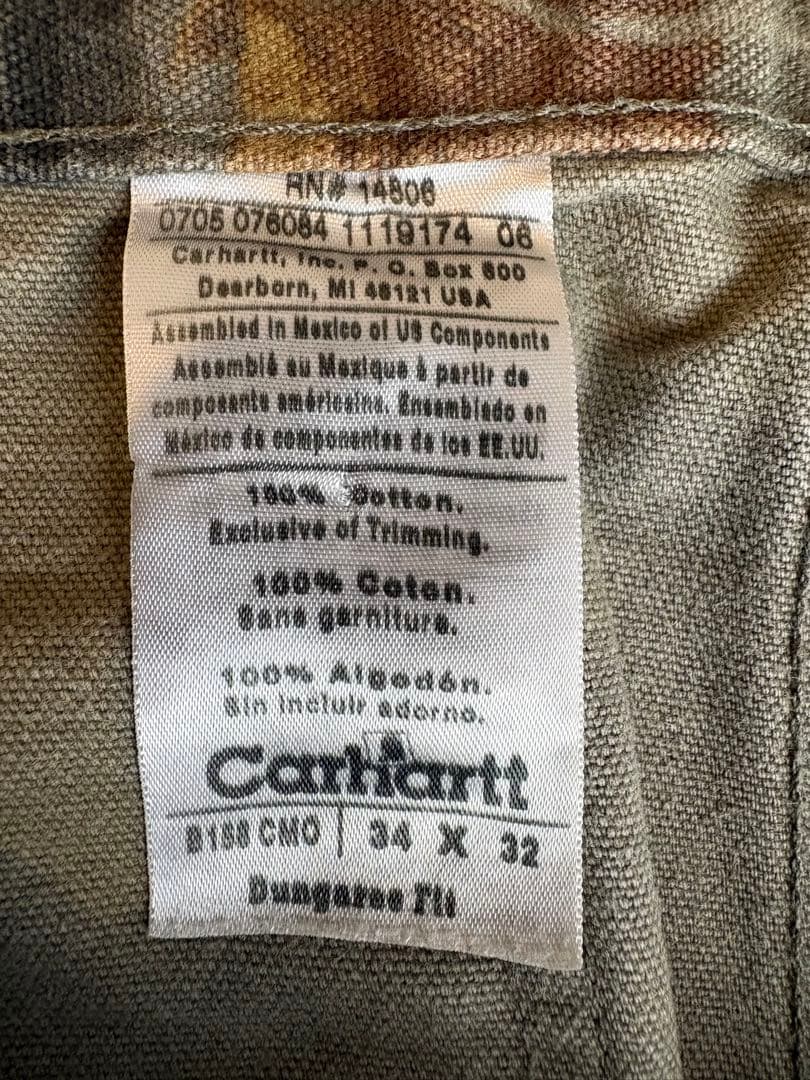 RN# 14806
0705 076084 1119174 06
Carhartt, Inc. P. O. Box 600
Dearborn, MI 48121 USA
Assembled in Mexico of US Components
Assemblé au Mexique à partir de
composants américains. Ensamblado en
México de componentes de los EE.UU.
100% Cotton.
Exclusive of Trimming.
100% Coton.
Sans garniture.
100% Algodón.
Sin incluir adorno.
Carhartt
B168 CMO | 34 X 32
Dungaree Fit